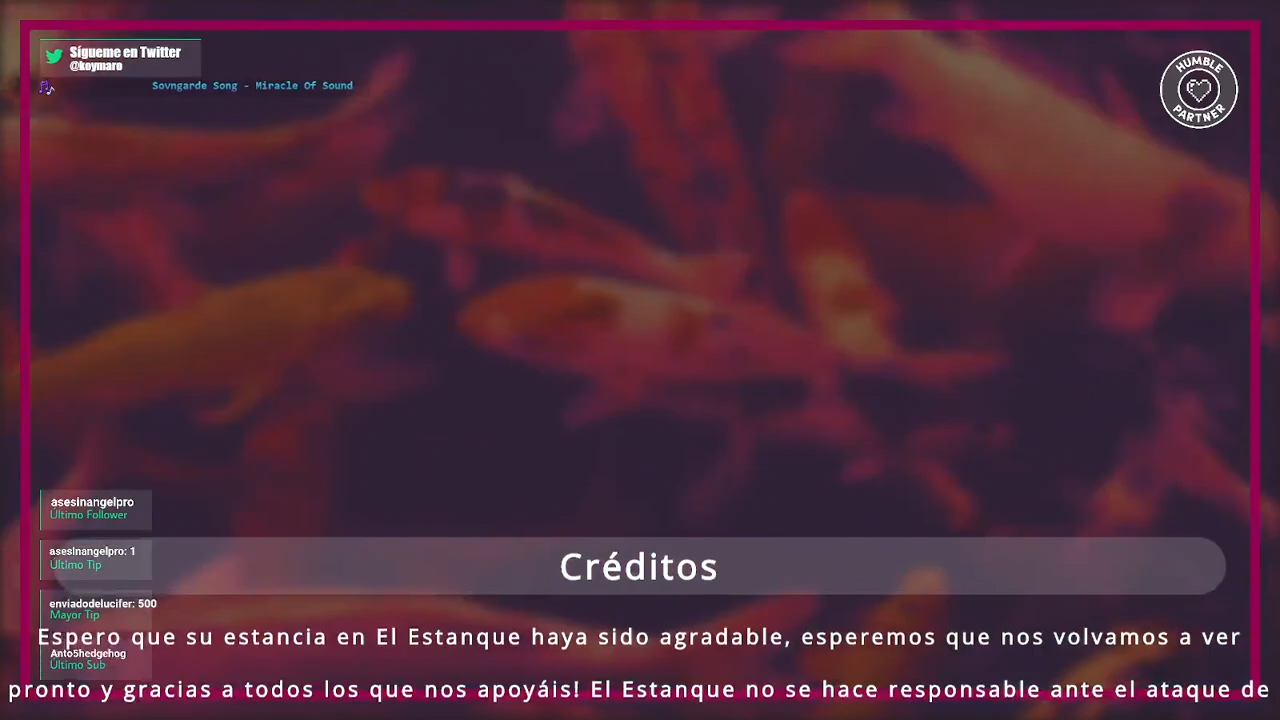 Sígueme en Twitter
@koymaro
Sovngarde Song - Miracle Of Sound
HUMBLE
PARTNER
asesinangelpro
Último Follower
asesinangelpro: 1
Último Tip
Créditos
enviadodelucifer: 500
Mayor Tip
Espero que su estancia en El Estanque haya sido agradable, esperemos que nos volvamos a ver
Anto5hedgehog
Último Sub
pronto y gracias a todos los que nos apoyáis! El Estanque no se hace responsable ante el ataque de